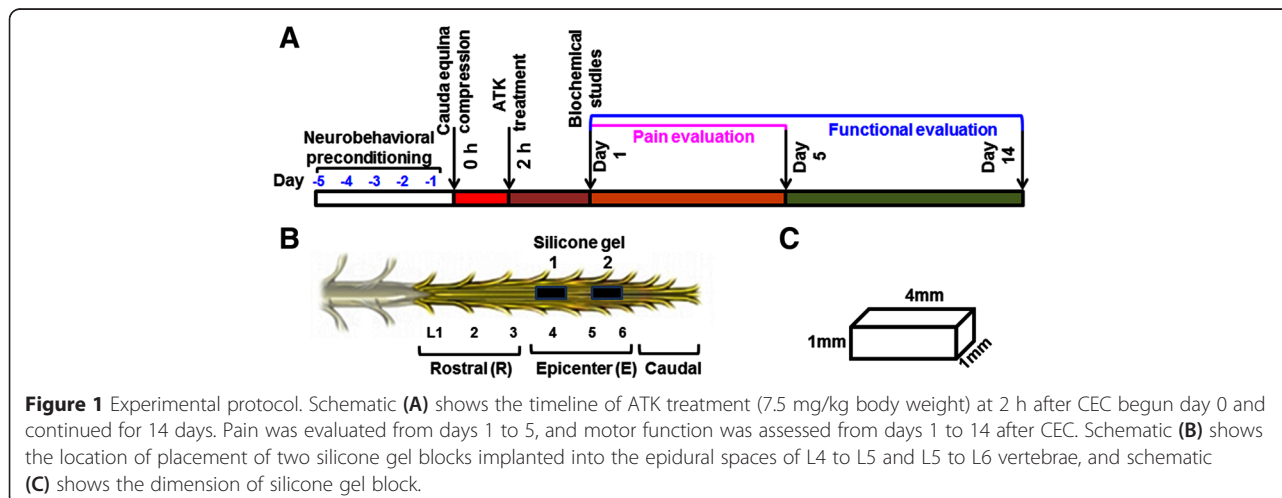 A
Cauda equina
compression
0 h
ATK
treatment
2 h
Biochemical
studies
Day
1
Pain evaluation
Functional evaluation
Day
5
Day
14
Neurobehavioral
preconditioning
Day -5 -4 -3 -2 -1
B
Silicone gel
1 2
L1 2 3 4 5 6
Rostral (R) Epicenter (E) Caudal
C
4mm
1mm
1mm
Figure 1 Experimental protocol. Schematic (A) shows the timeline of ATK treatment (7.5 mg/kg body weight) at 2 h after CEC begun day 0 and
continued for 14 days. Pain was evaluated from days 1 to 5, and motor function was assessed from days 1 to 14 after CEC. Schematic (B) shows
the location of placement of two silicone gel blocks implanted into the epidural spaces of L4 to L5 and L5 to L6 vertebrae, and schematic
(C) shows the dimension of silicone gel block.